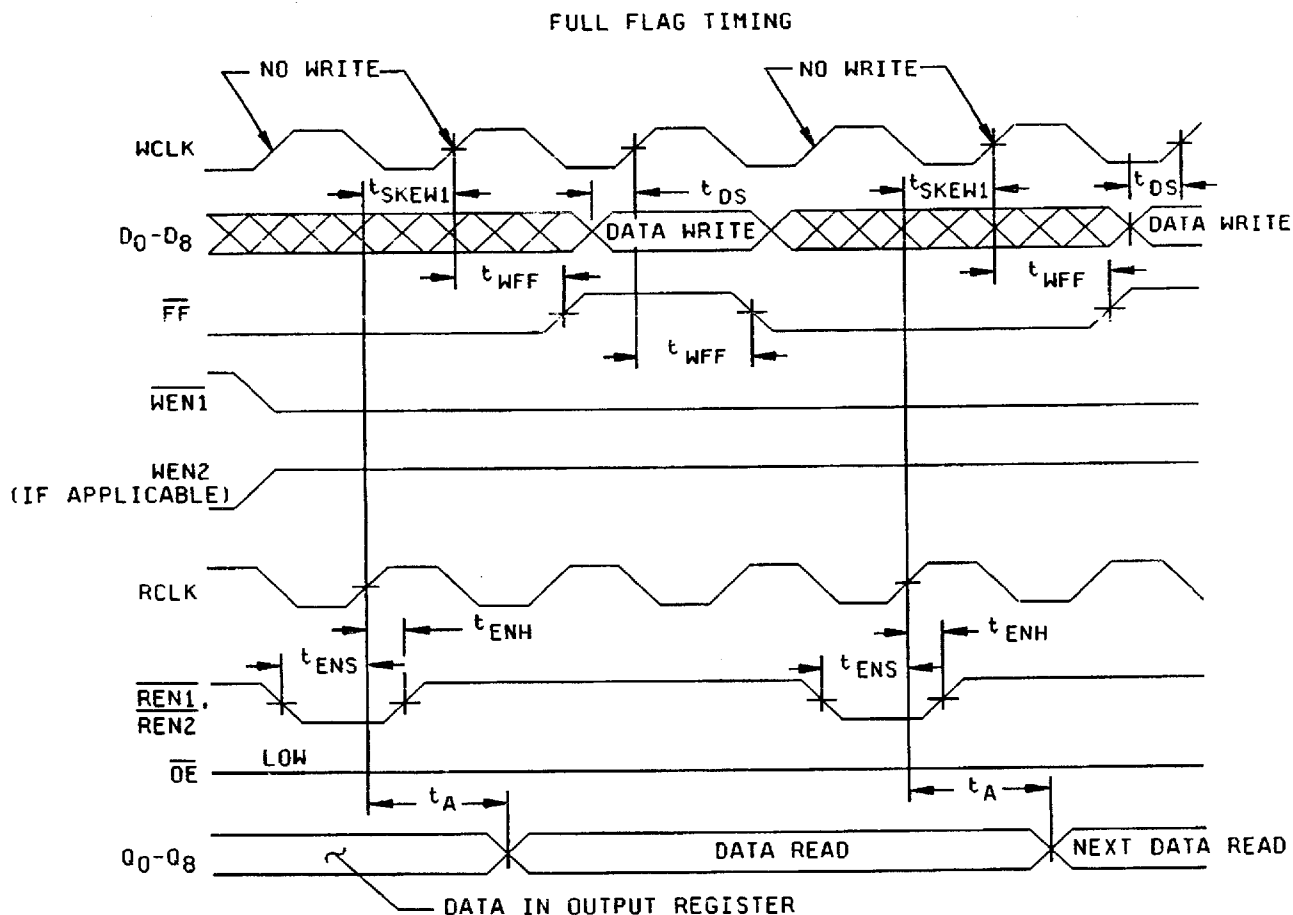 FULL FLAG TIMING
NO WRITE NO WRITE
WCLK
tSKEW1 tDS tSKEW1 tDS
D0-D8 DATA WRITE DATA WRITE
tWFF tWFF
FF
tWFF
WEN1
WEN2
(IF APPLICABLE)
RCLK
tENH tENH
tENS tENS
REN1,
REN2
LOW
OE
tA tA
Q0-Q8 DATA READ NEXT DATA READ
DATA IN OUTPUT REGISTER